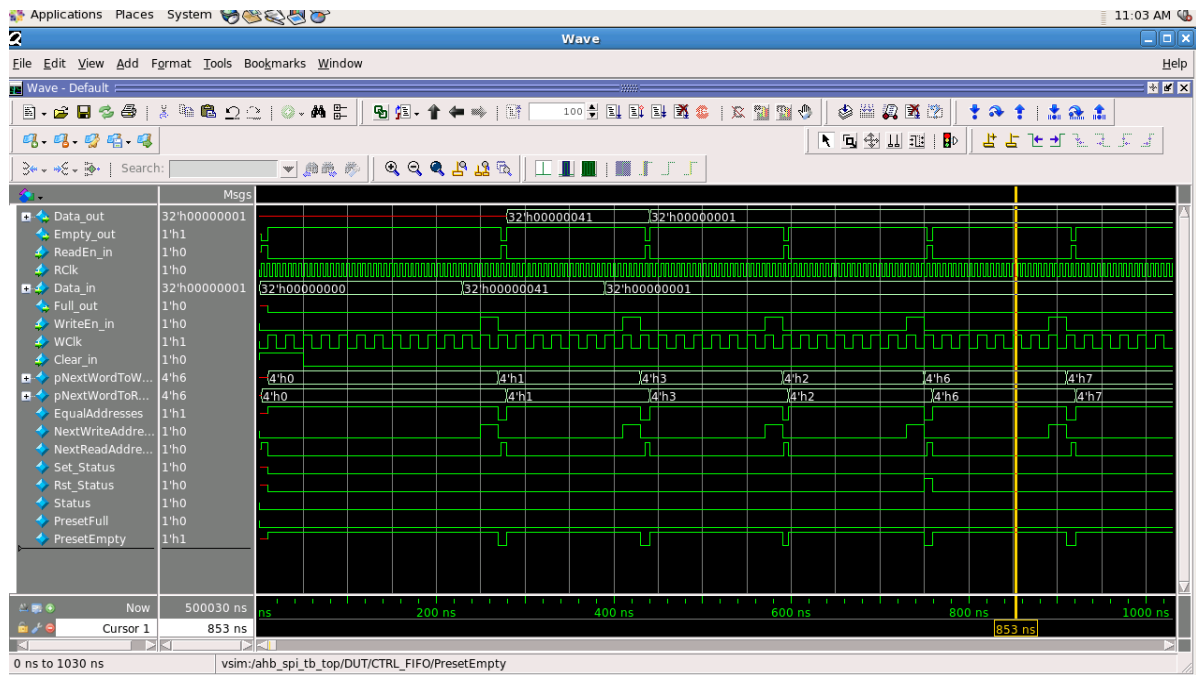 Applications Places System 11:03 AM
Wave
File Edit View Add Format Tools Bookmarks Window Help
Wave - Default
100
Search:
Msgs
Data_out 32'h00000001 32'h00000041 32'h00000001
Empty_out 1'h1
ReadEn_in 1'h0
RClk 1'h0
Data_in 32'h00000001 32'h00000000 32'h00000041 32'h00000001
Full_out 1'h0
WriteEn_in 1'h0
WClk 1'h1
Clear_in 1'h0
pNextWordToW... 4'h6 4'h0 4'h1 4'h3 4'h2 4'h6 4'h7
pNextWordToR... 4'h6 4'h0 4'h1 4'h3 4'h2 4'h6 4'h7
EqualAddresses 1'h1
NextWriteAddre... 1'h0
NextReadAddre... 1'h0
Set_Status 1'h0
Rst_Status 1'h0
Status 1'h0
PresetFull 1'h0
PresetEmpty 1'h1
Now 500030 ns ns 200 ns 400 ns 600 ns 800 ns 1000 ns
Cursor 1 853 ns 853 ns
0 ns to 1030 ns vsim:/ahb_spi_tb_top/DUT/CTRL_FIFO/PresetEmpty